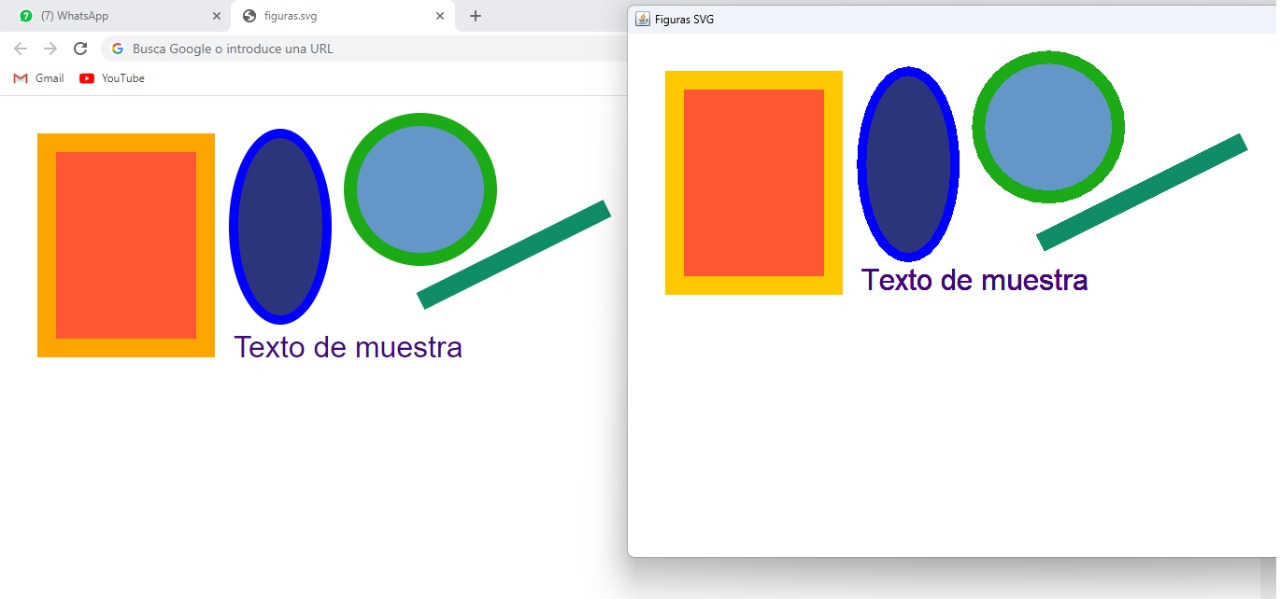 7 (7) WhatsApp
figuras.svg
Busca Google o introduce una URL
Gmail
YouTube
Texto de muestra
Figuras SVG
Texto de muestra